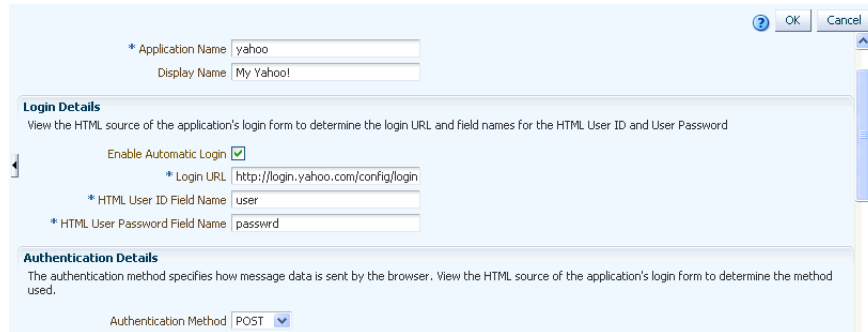 ? OK Cancel
* Application Name yahoo
Display Name My Yahoo!
Login Details
View the HTML source of the application's login form to determine the login URL and field names for the HTML User ID and User Password
Enable Automatic Login
* Login URL http://login.yahoo.com/config/login
* HTML User ID Field Name user
* HTML User Password Field Name passwrd
Authentication Details
The authentication method specifies how message data is sent by the browser. View the HTML source of the application's login form to determine the method
used.
Authentication Method POST